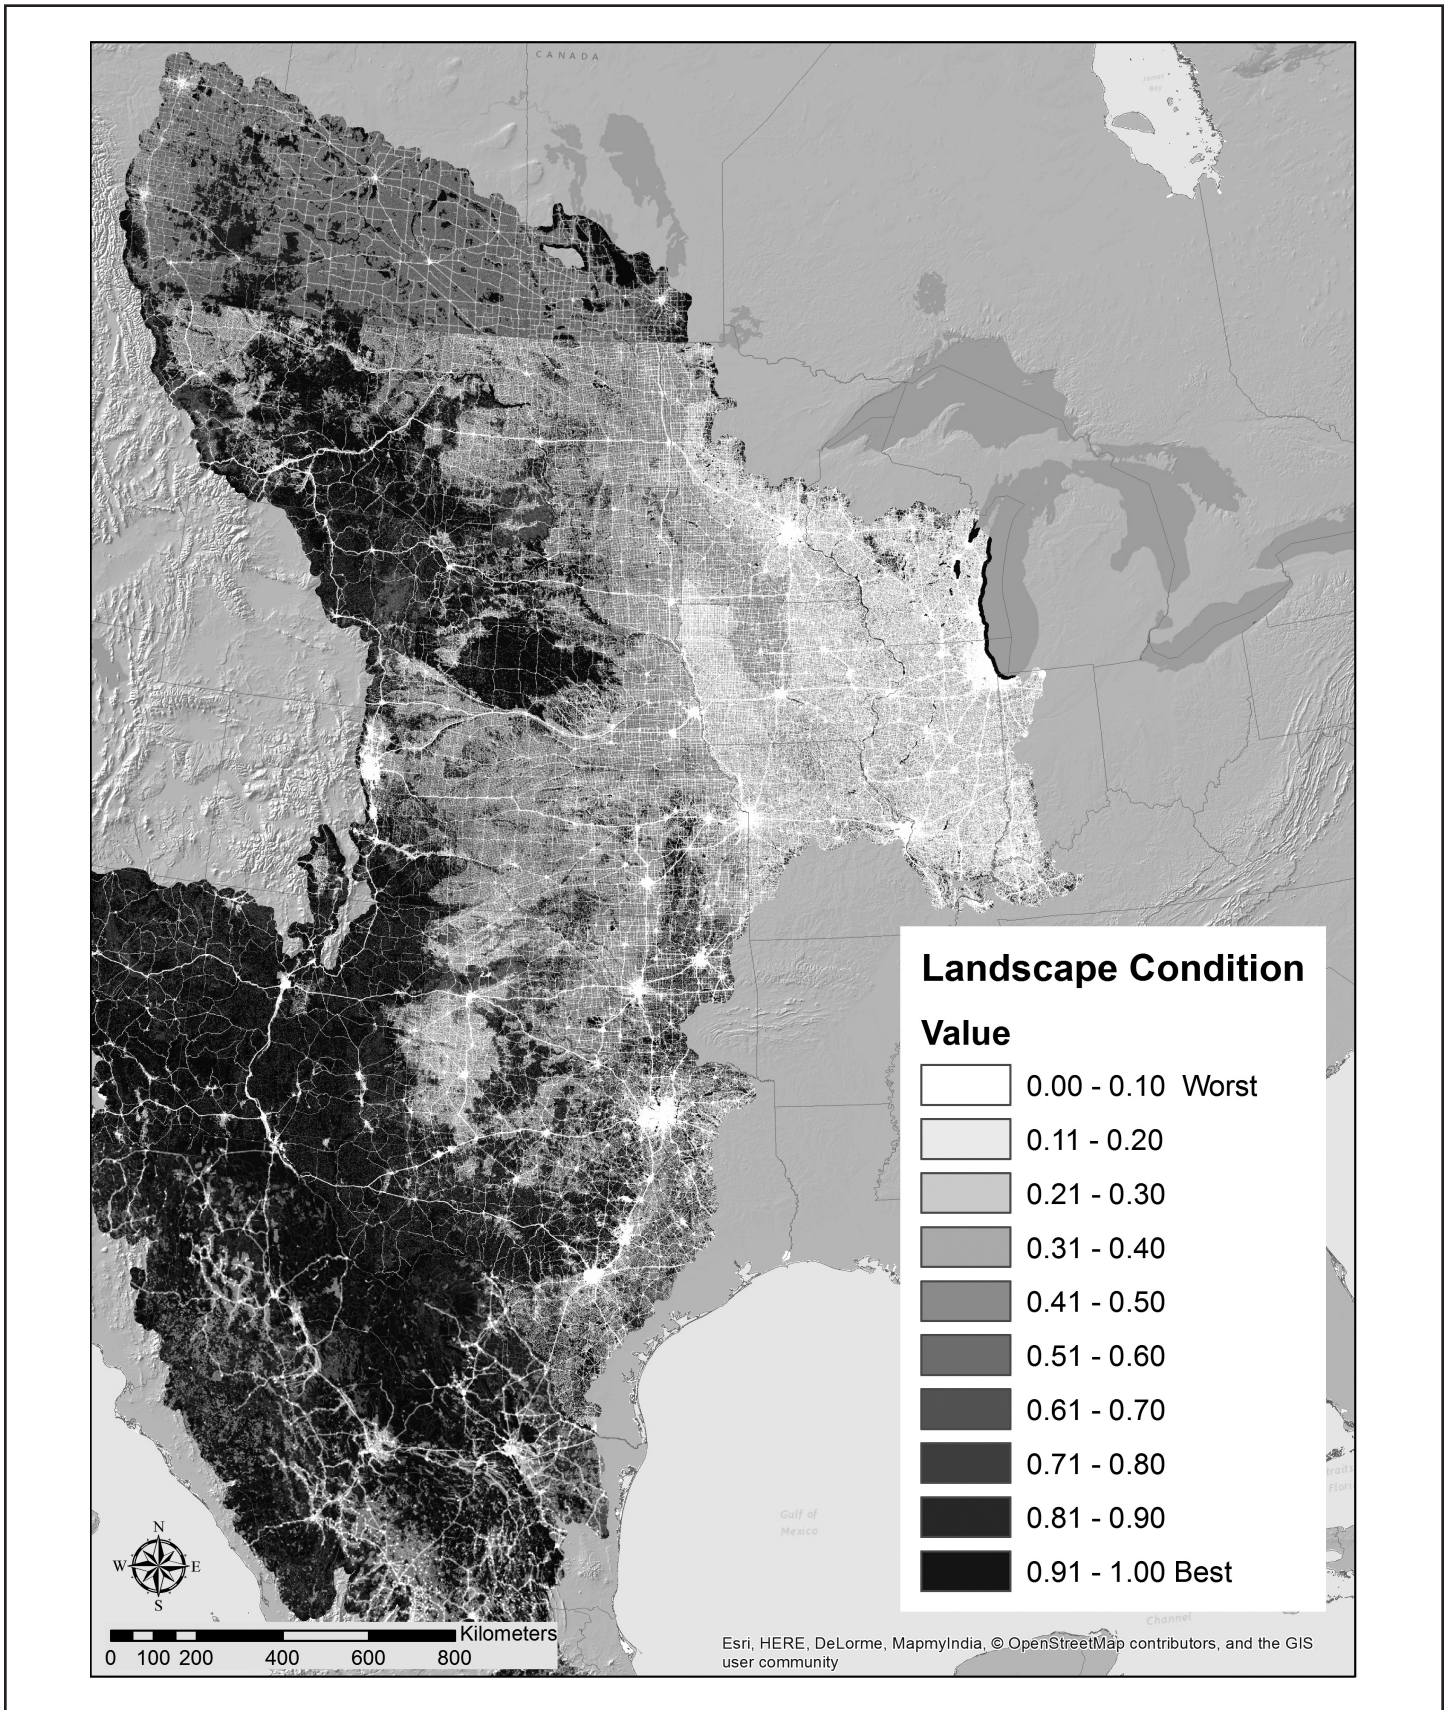 CANADA
James
Bay
Landscape Condition
Value
0.00 - 0.10 Worst
0.11 - 0.20
0.21 - 0.30
0.31 - 0.40
0.41 - 0.50
0.51 - 0.60
0.61 - 0.70
0.71 - 0.80
0.81 - 0.90
0.91 - 1.00 Best
Gulf of
Mexico
Channel
N
W E
S
Kilometers
0 100 200 400 600 800
Esri, HERE, DeLorme, MapmyIndia, © OpenStreetMap contributors, and the GIS
user community